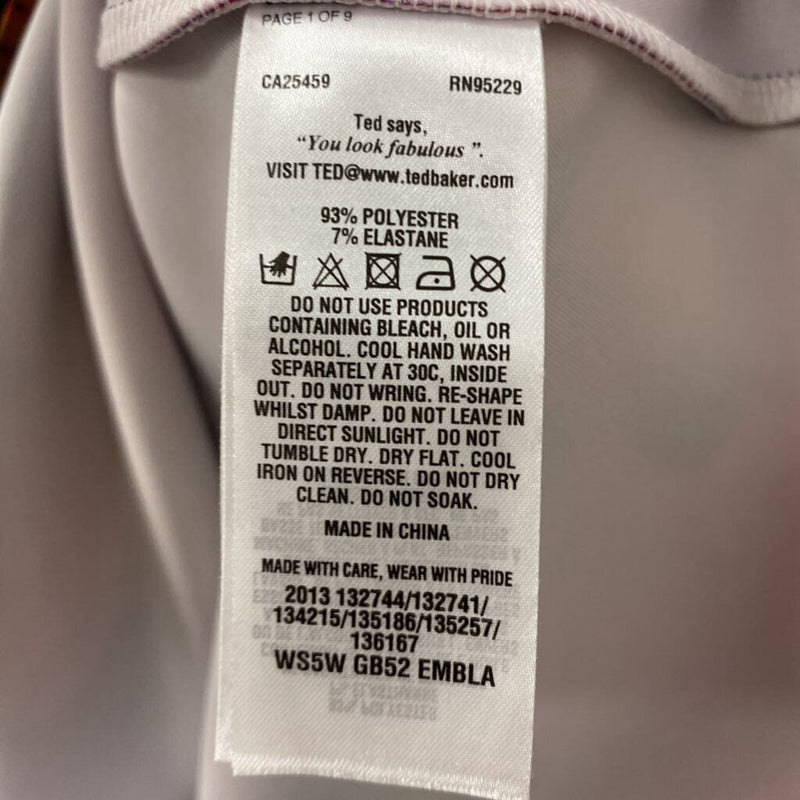 PAGE 1 OF 9
CA25459 RN95229
Ted says,
“You look fabulous ”.
VISIT TED@www.tedbaker.com
93% POLYESTER
7% ELASTANE
DO NOT USE PRODUCTS
CONTAINING BLEACH, OIL OR
ALCOHOL. COOL HAND WASH
SEPARATELY AT 30C, INSIDE
OUT. DO NOT WRING. RE-SHAPE
WHILST DAMP. DO NOT LEAVE IN
DIRECT SUNLIGHT. DO NOT
TUMBLE DRY. DRY FLAT. COOL
IRON ON REVERSE. DO NOT DRY
CLEAN. DO NOT SOAK.
MADE IN CHINA
MADE WITH CARE, WEAR WITH PRIDE
2013 132744/132741/
134215/135186/135257/
136167
WS5W GB52 EMBLA